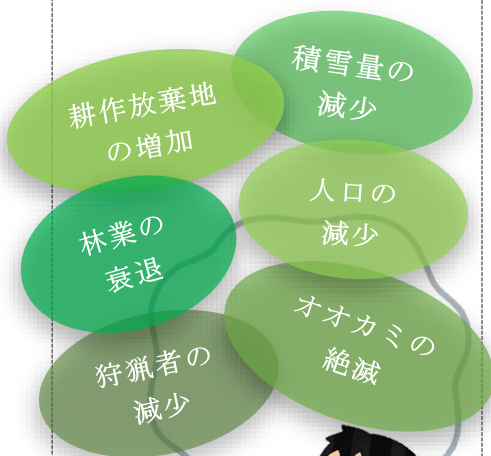 積雪量の
減少
耕作放棄地
の増加
人口の
減少
林業の
衰退
オオカミの
絶滅
狩猟者の
減少